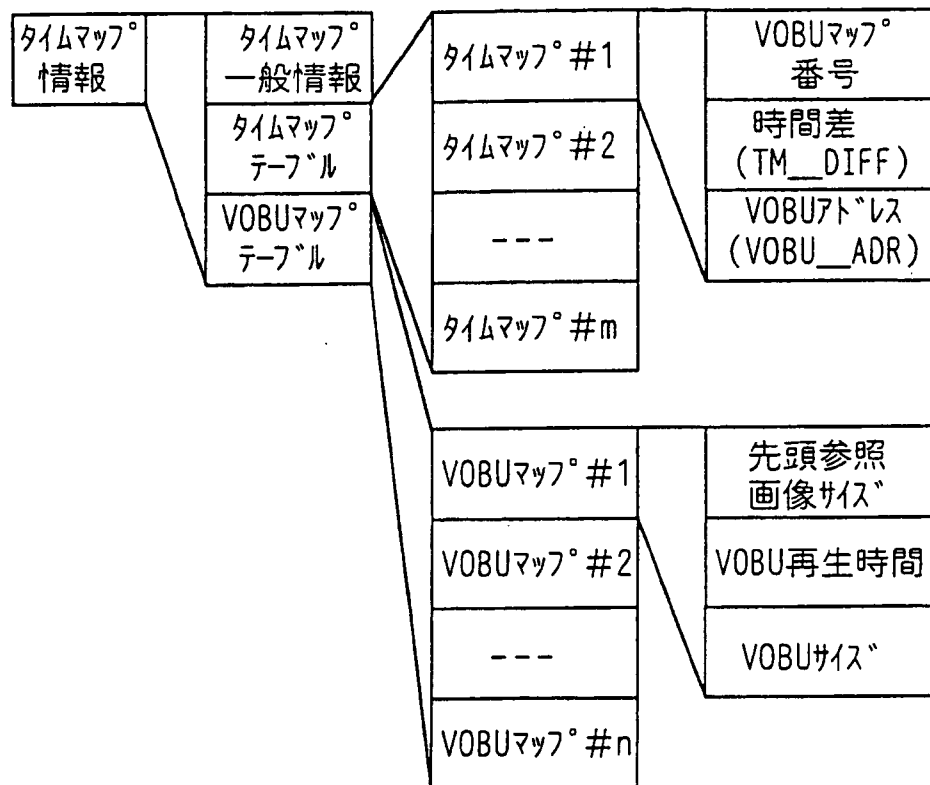 タイムマップ
情報
タイムマップ
一般情報
タイムマップ
テーブル
VOBUマップ
テーブル
タイムマップ#1
タイムマップ#2
---
タイムマップ#m
VOBUマップ
番号
時間差
(TM__DIFF)
VOBUアドレス
(VOBU__ADR)
VOBUマップ#1
VOBUマップ#2
---
VOBUマップ#n
先頭参照
画像サイズ
VOBU再生時間
VOBUサイズ